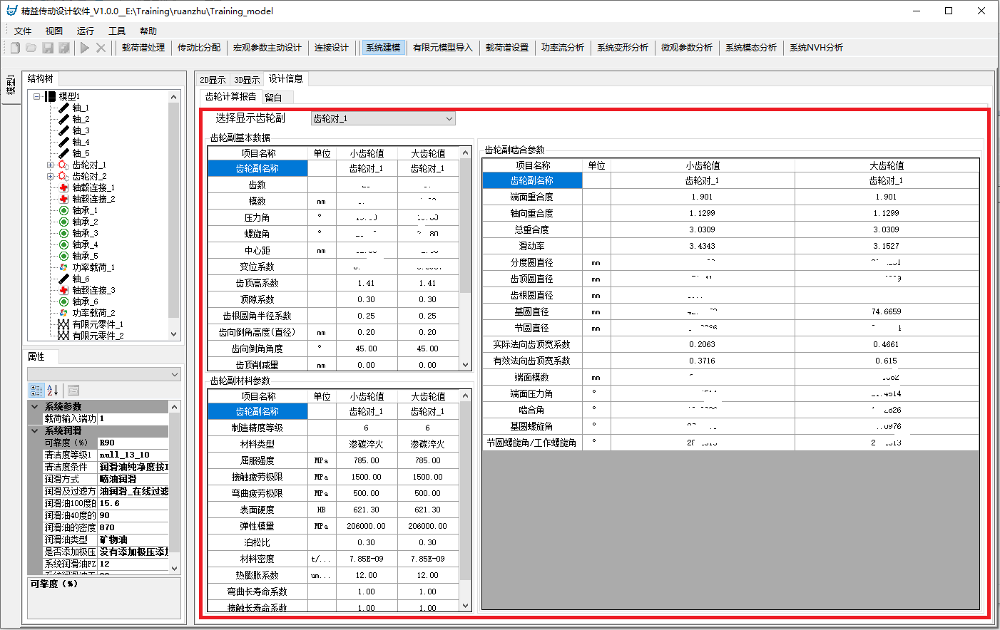 精益传动设计软件_V1.0.0__E:\Training\ruanzhu\Training_model
文件 视图 运行 工具 帮助
载荷谱处理 传动比分配 宏观参数主动设计 连接设计 系统建模 有限元模型导入 载荷谱设置 功率流分析 系统变形分析 微观参数分析 系统模态分析 系统NVH分析
模型1
结构树
模型1
轴_1
轴_2
轴_3
轴_4
轴_5
齿轮对_1
齿轮对_2
轴毂连接_1
轴毂连接_2
轴承_1
轴承_2
轴承_3
轴承_4
轴承_5
功率载荷_1
轴_6
轴毂连接_3
轴承_6
功率载荷_2
有限元零件_1
有限元零件_2
属性
系统参数
载荷输入端功 1
系统润滑
可靠度（%） R90
清洁度等级1 null_13_10
清洁度条件 润滑油纯净度按I
润滑方式 喷油润滑
润滑及过滤方 油润滑_在线过滤
润滑油100度的 15.6
润滑油40度的 90
润滑油的密度 870
润滑油类型 矿物油
是否添加极压 没有添加极压添加
系统润滑油FZ 12
可靠度（%）
2D显示 3D显示 设计信息
齿轮计算报告 留白
选择显示齿轮副 齿轮对_1
齿轮副基本数据
项目名称 单位 小齿轮值 大齿轮值
齿轮副名称 齿轮对_1 齿轮对_1
齿数
模数 mm
压力角 °
螺旋角 ° 80
中心距 mm
变位系数
齿顶高系数 1.41 1.41
顶隙系数 0.30 0.30
齿根圆角半径系数 0.25 0.25
齿向倒角高度(直径) mm 0.20 0.20
齿向倒角角度 ° 45.00 45.00
齿顶削减量 mm 0.00 0.00
齿轮副材料参数
项目名称 单位 小齿轮值 大齿轮值
齿轮副名称 齿轮对_1 齿轮对_1
制造精度等级 6 6
材料类型 渗碳淬火 渗碳淬火
屈服强度 MPa 785.00 785.00
接触疲劳极限 MPa 1500.00 1500.00
弯曲疲劳极限 MPa 500.00 500.00
表面硬度 HB 621.30 621.30
弹性模量 MPa 206000.00 206000.00
泊松比 0.30 0.30
材料密度 t/... 7.85E-09 7.85E-09
热膨胀系数 um... 12.00 12.00
弯曲长寿命系数 1.00 1.00
接触长寿命系数 1.00 1.00
齿轮副啮合参数
项目名称 单位 小齿轮值 大齿轮值
齿轮副名称 齿轮对_1 齿轮对_1
端面重合度 1.901 1.901
轴向重合度 1.1299 1.1299
总重合度 3.0309 3.0309
滑动率 3.4343 3.1527
分度圆直径 mm
齿顶圆直径 mm
齿根圆直径 mm
基圆直径 mm 74.6659
节圆直径 mm
实际法向齿顶宽系数 0.2063 0.4661
有效法向齿顶宽系数 0.3716 0.615
端面模数 mm
端面压力角 °
啮合角 °
基圆螺旋角 °
节圆螺旋角/工作螺旋角 °